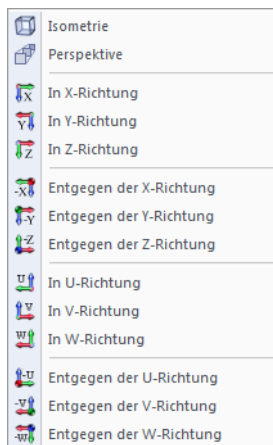 Isometrie
Perspektive
X In X-Richtung
Y In Y-Richtung
Z In Z-Richtung
-X Entgegen der X-Richtung
-Y Entgegen der Y-Richtung
-Z Entgegen der Z-Richtung
U In U-Richtung
V In V-Richtung
W In W-Richtung
-U Entgegen der U-Richtung
-V Entgegen der V-Richtung
-W Entgegen der W-Richtung